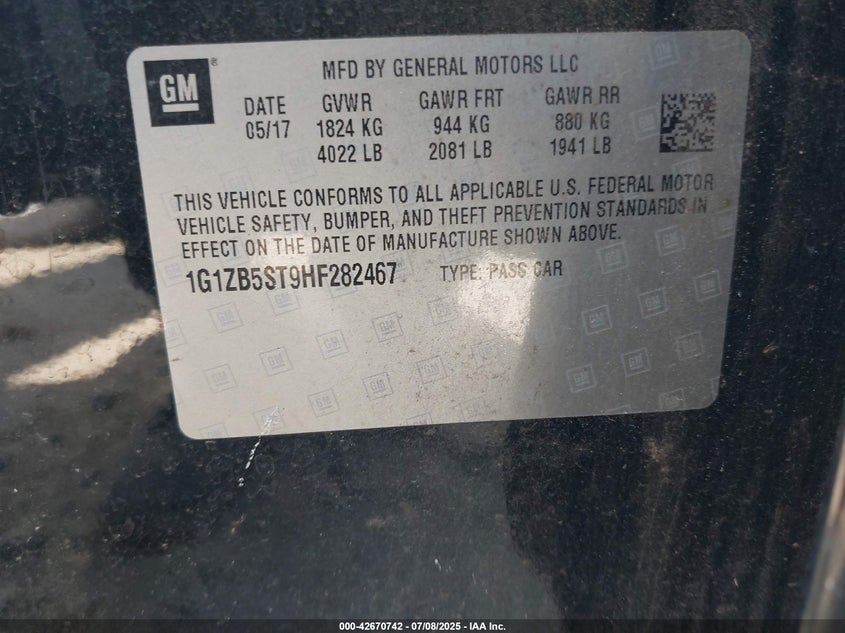 GM ® MFD BY GENERAL MOTORS LLC
DATE GVWR GAWR FRT GAWR RR
05/17 1824 KG 944 KG 880 KG
4022 LB 2081 LB 1941 LB
THIS VEHICLE CONFORMS TO ALL APPLICABLE U.S. FEDERAL MOTOR
VEHICLE SAFETY, BUMPER, AND THEFT PREVENTION STANDARDS IN
EFFECT ON THE DATE OF MANUFACTURE SHOWN ABOVE.
1G1ZB5ST9HF282467 TYPE: PASS CAR
000-42670742 - 07/08/2025 - IAA Inc.